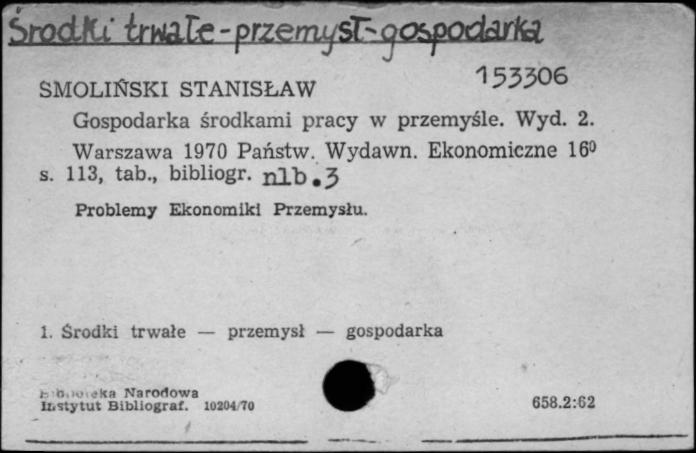 Środki trwałe-przemysł-gospodarka
153306
SMOLIŃSKI STANISŁAW
Gospodarka środkami pracy w przemyśle. Wyd. 2.
Warszawa 1970 Państw. Wydawn. Ekonomiczne 16⁰
s. 113, tab., bibliogr. nlb.3
Problemy Ekonomiki Przemysłu.
1. Środki trwałe — przemysł — gospodarka
Biblioteka Narodowa
Instytut Bibliograf. 10204/70
658.2:62